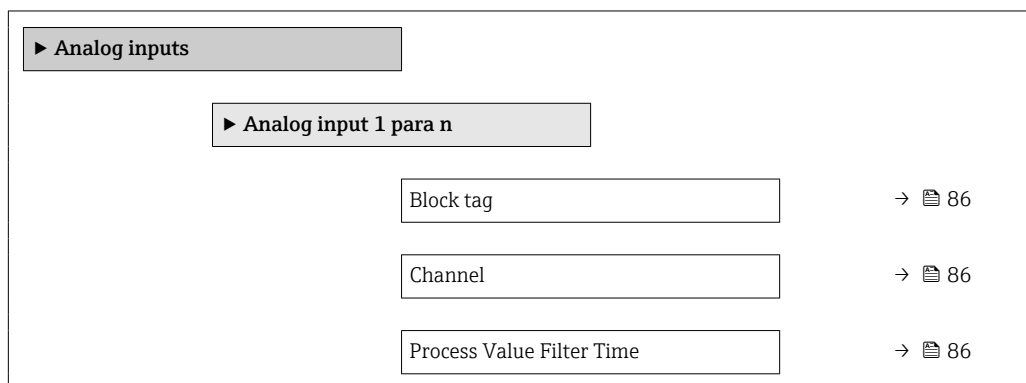 ▶ Analog inputs
▶ Analog input 1 para n
Block tag → 86
Channel → 86
Process Value Filter Time → 86